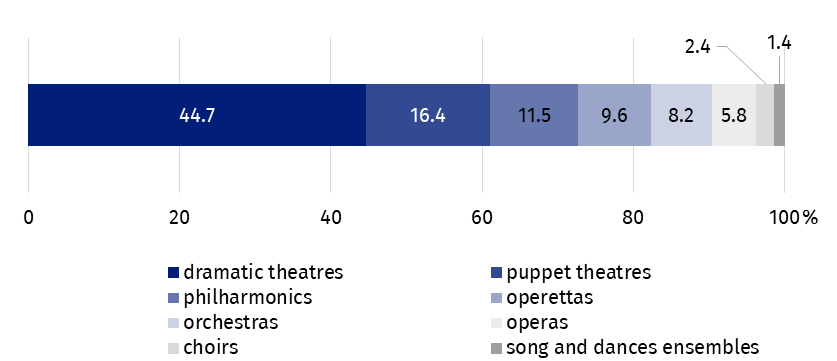 2.4 1.4
44.7 16.4 11.5 9.6 8.2 5.8
0 20 40 60 80 100 %
dramatic theatres puppet theatres
philharmonics operettas
orchestras operas
choirs song and dances ensembles